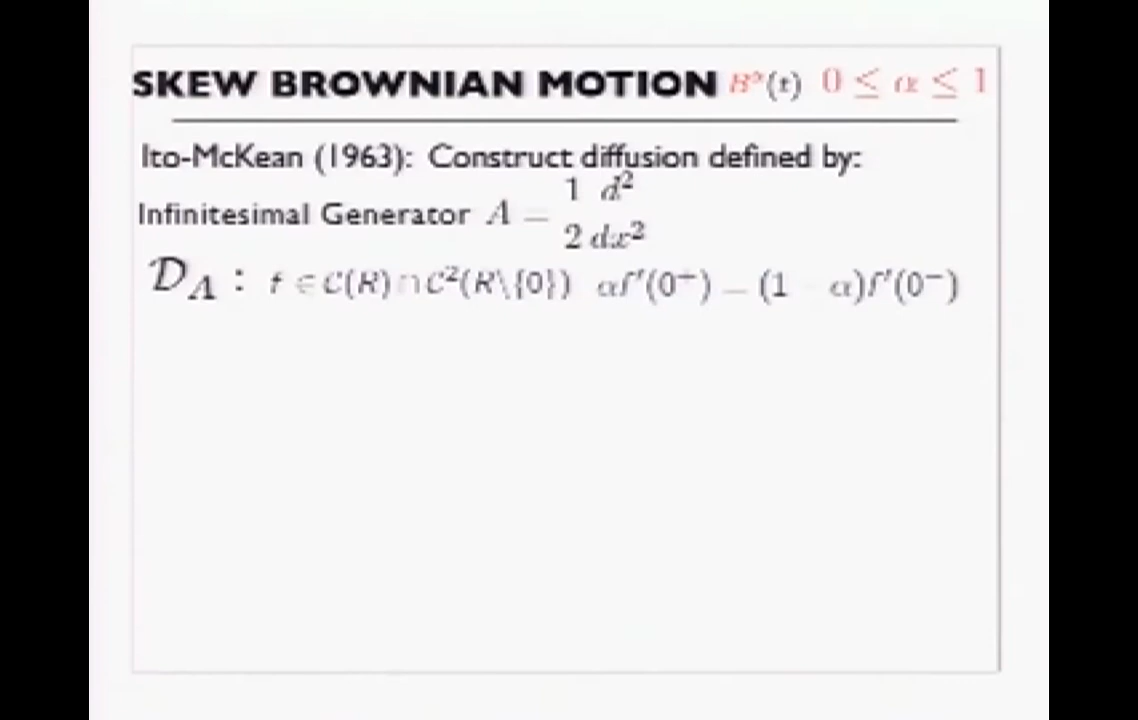 SKEW BROWNIAN MOTION B^α(t) 0 ≤ α ≤ 1
Ito-McKean (1963): Construct diffusion defined by:
Infinitesimal Generator A = 1/2 d²/dx²
𝒟_A : f ∈ C(R) ∩ C²(R\{0}) αf′(0⁺) = (1 − α)f′(0⁻)